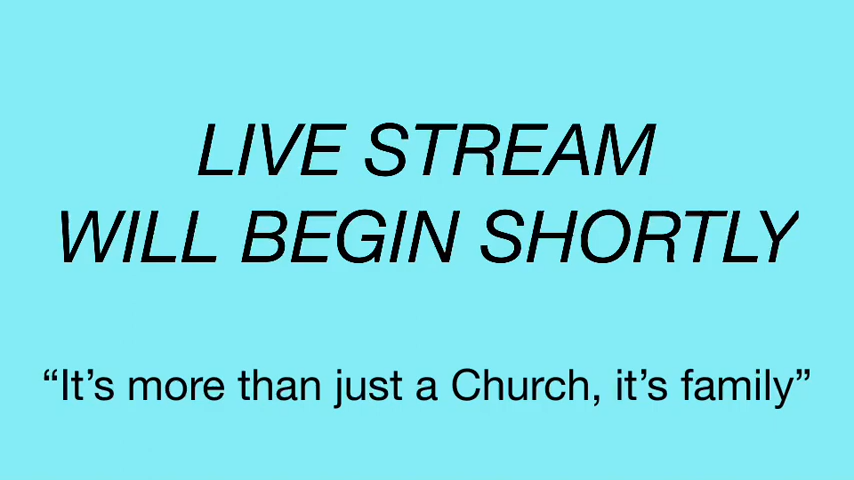 LIVE STREAM
WILL BEGIN SHORTLY
“It’s more than just a Church, it’s family”